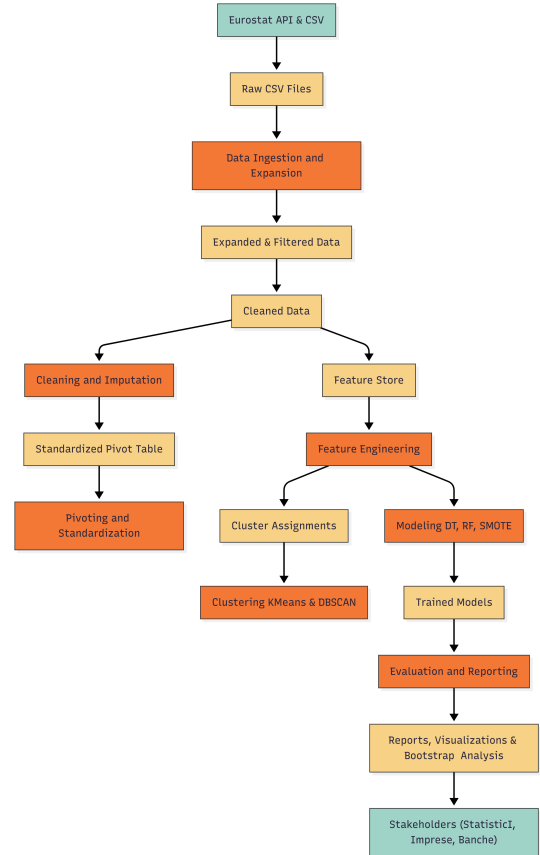 Eurostat API & CSV
Raw CSV Files
Data Ingestion and
Expansion
Expanded & Filtered Data
Cleaned Data
Cleaning and Imputation
Feature Store
Standardized Pivot Table
Feature Engineering
Pivoting and
Standardization
Cluster Assignments
Modeling DT, RF, SMOTE
Clustering KMeans & DBSCAN
Trained Models
Evaluation and Reporting
Reports, Visualizations &
Bootstrap Analysis
Stakeholders (StatisticI,
Imprese, Banche)